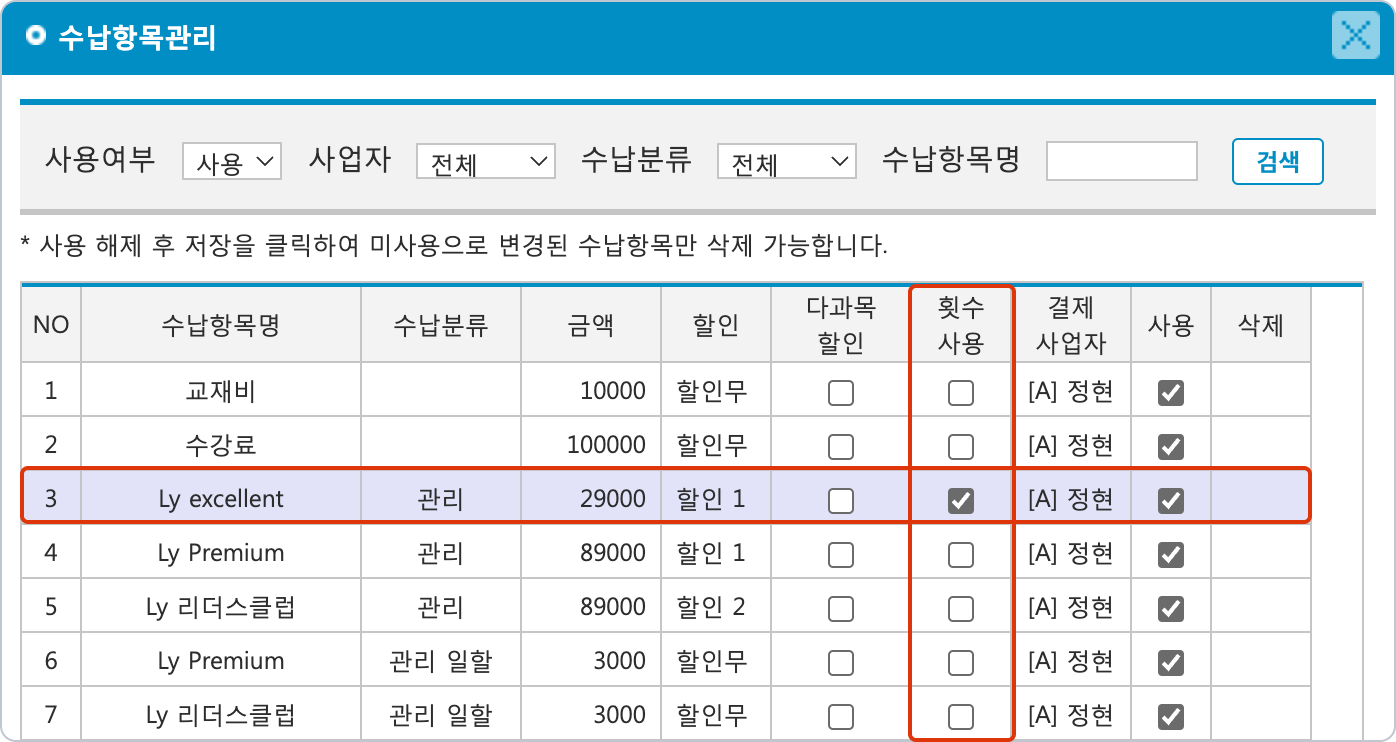 수납항목관리
사용여부 사용 사업자 전체 수납분류 전체 수납항목명 검색
* 사용 해제 후 저장을 클릭하여 미사용으로 변경된 수납항목만 삭제 가능합니다.
NO 수납항목명 수납분류 금액 할인 다과목 할인 횟수 사용 결제 사업자 사용 삭제
1 교재비 10000 할인무 [A] 정현
2 수강료 100000 할인무 [A] 정현
3 Ly excellent 관리 29000 할인 1 [A] 정현
4 Ly Premium 관리 89000 할인 1 [A] 정현
5 Ly 리더스클럽 관리 89000 할인 2 [A] 정현
6 Ly Premium 관리 일할 3000 할인무 [A] 정현
7 Ly 리더스클럽 관리 일할 3000 할인무 [A] 정현